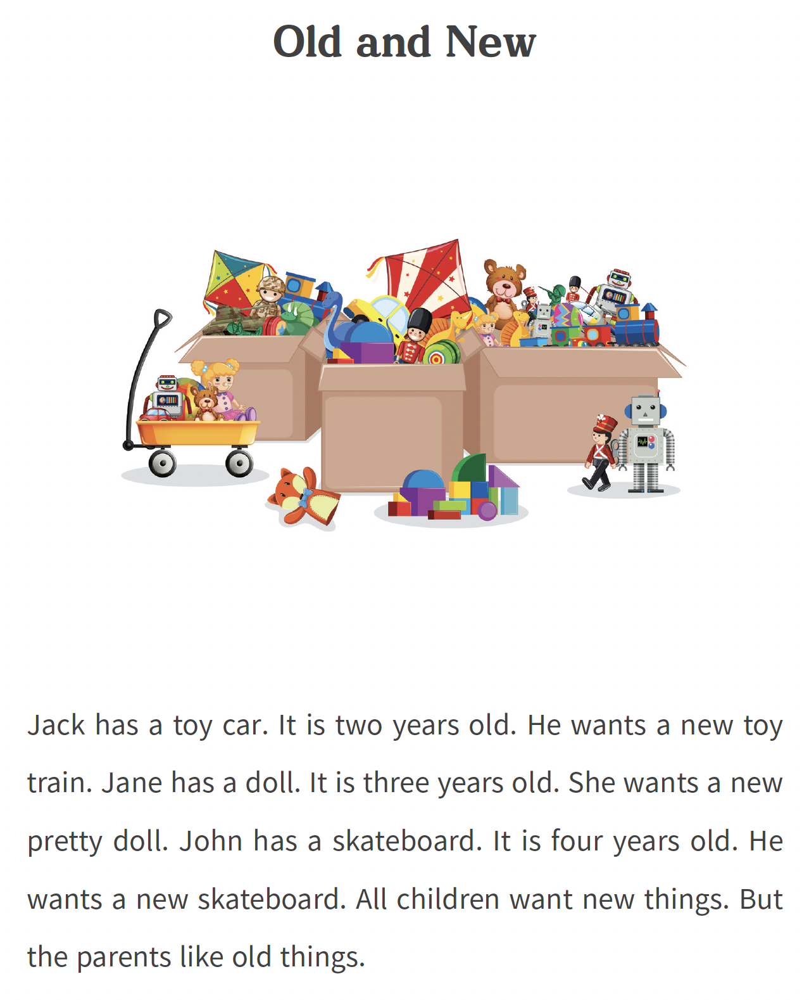 Old and New
Jack has a toy car. It is two years old. He wants a new toy
train. Jane has a doll. It is three years old. She wants a new
pretty doll. John has a skateboard. It is four years old. He
wants a new skateboard. All children want new things. But
the parents like old things.